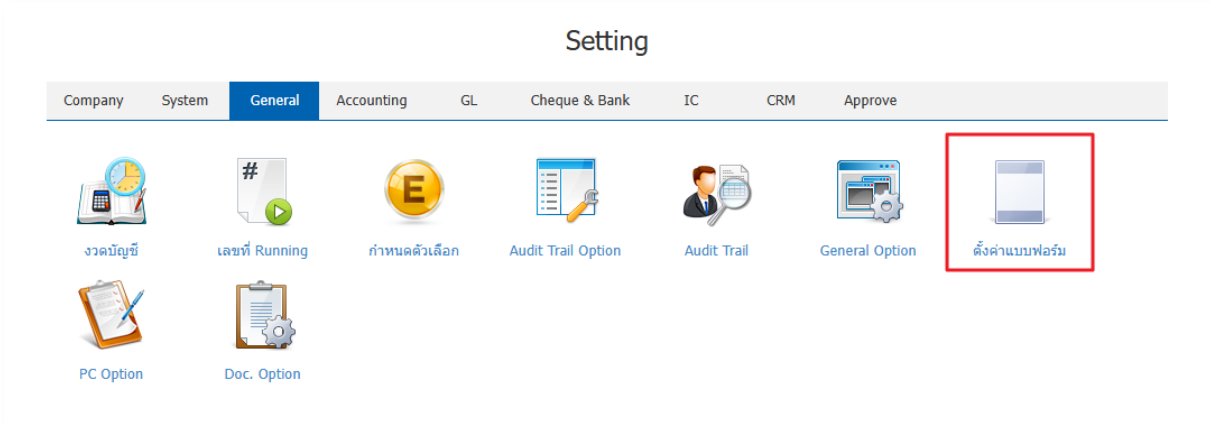 Setting
Company System General Accounting GL Cheque & Bank IC CRM Approve
# E
งวดบัญชี เลขที่ Running กำหนดตัวเลือก Audit Trail Option Audit Trail General Option ตั้งค่าแบบฟอร์ม
PC Option Doc. Option